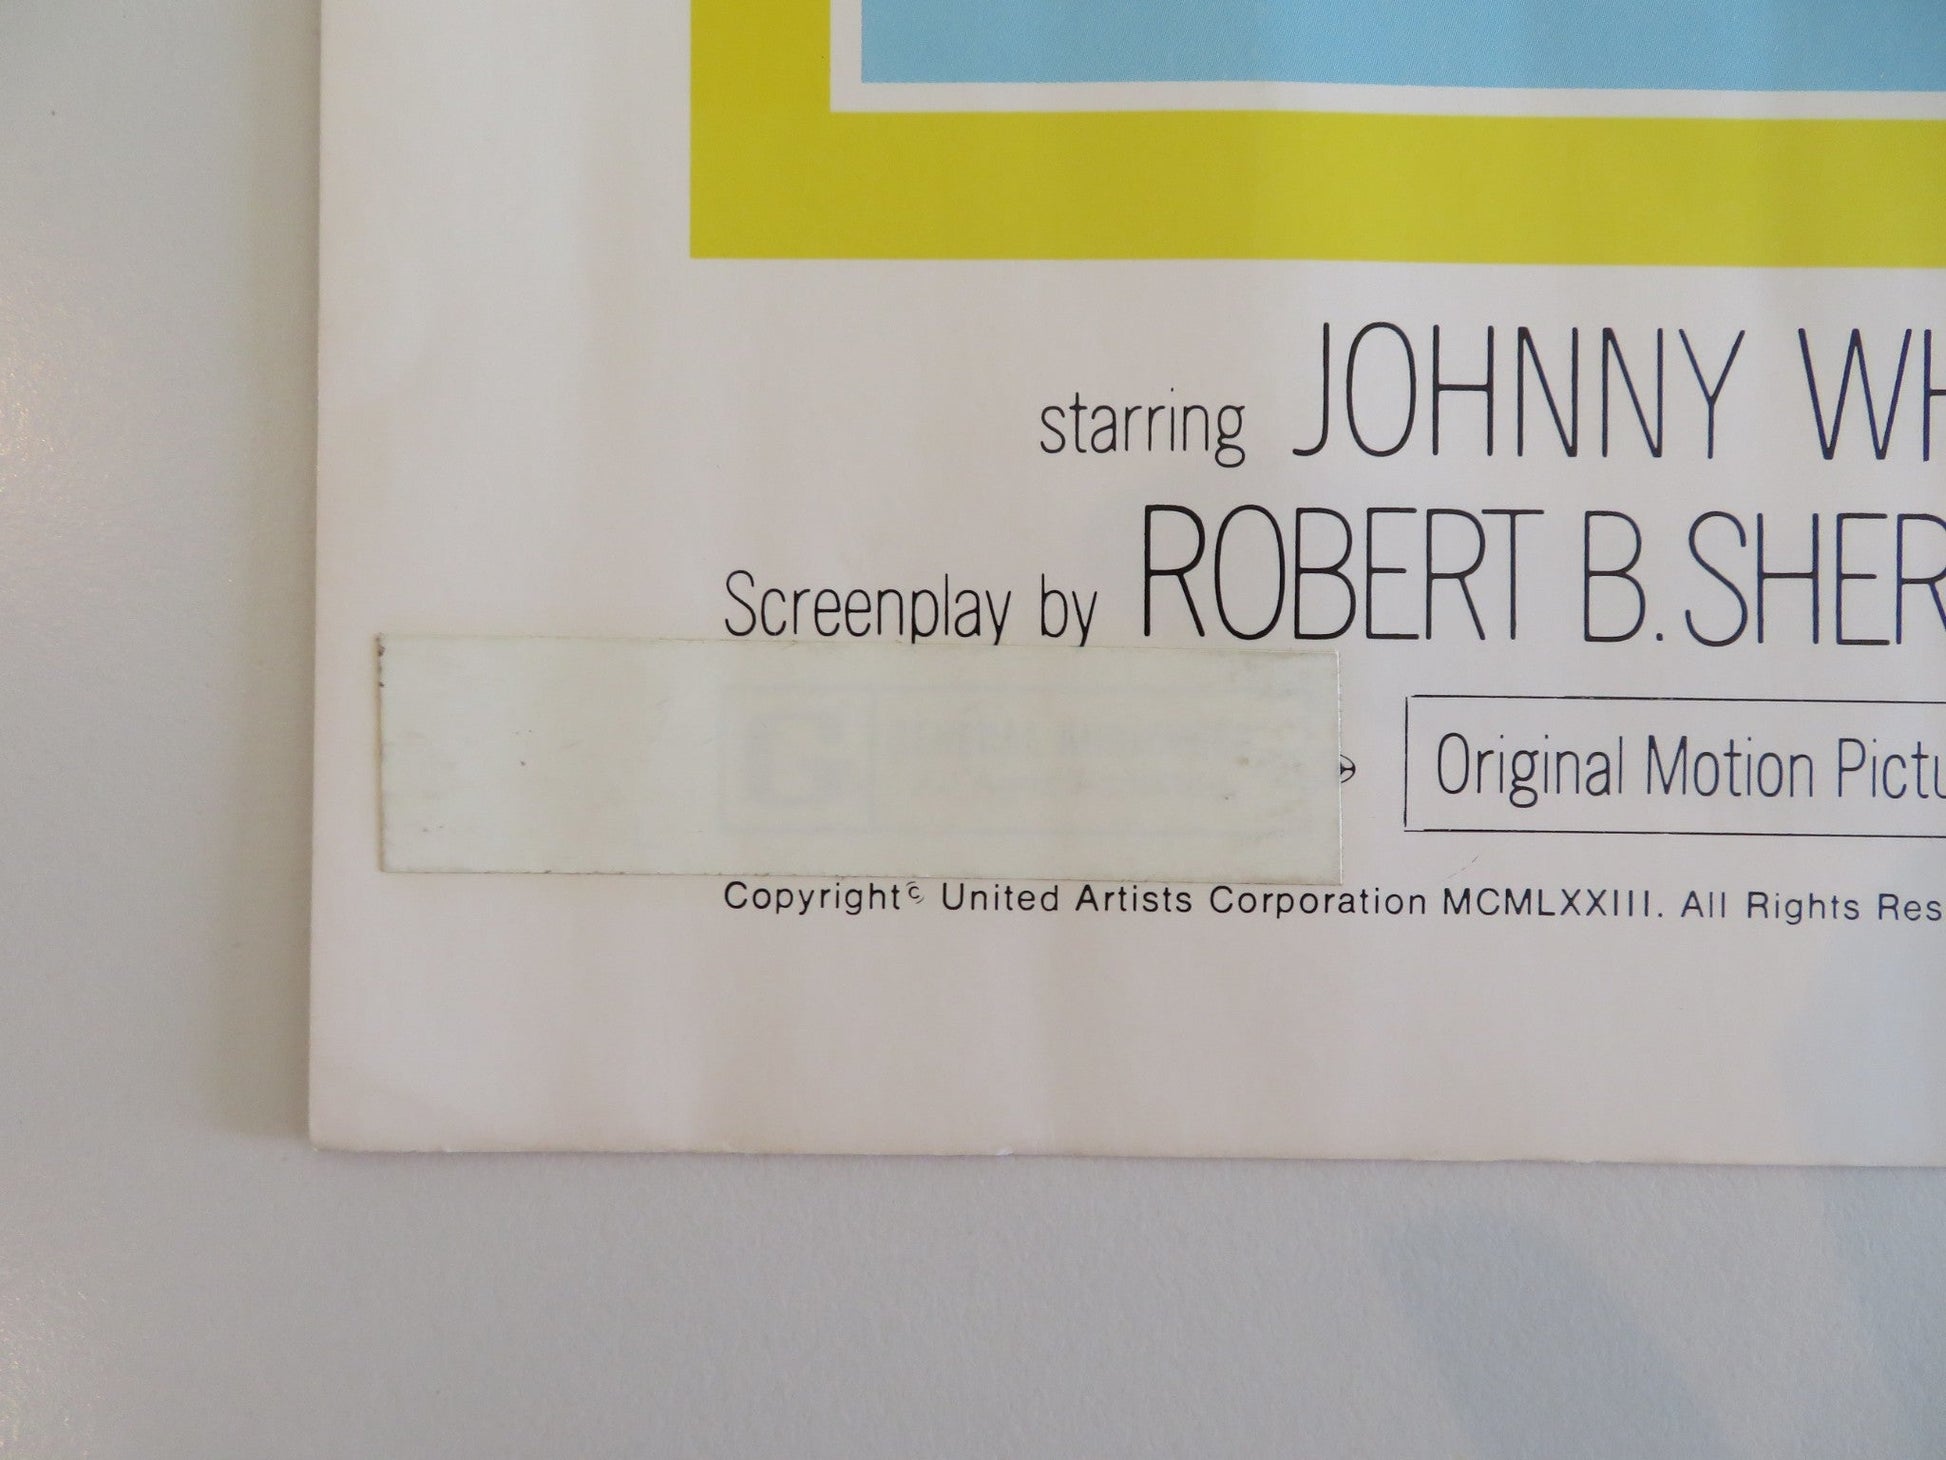 starring JOHNNY WH
Screenplay by ROBERT B. SHER
G
Original Motion Pictu
Copyright © United Artists Corporation MCMLXXIII. All Rights Res